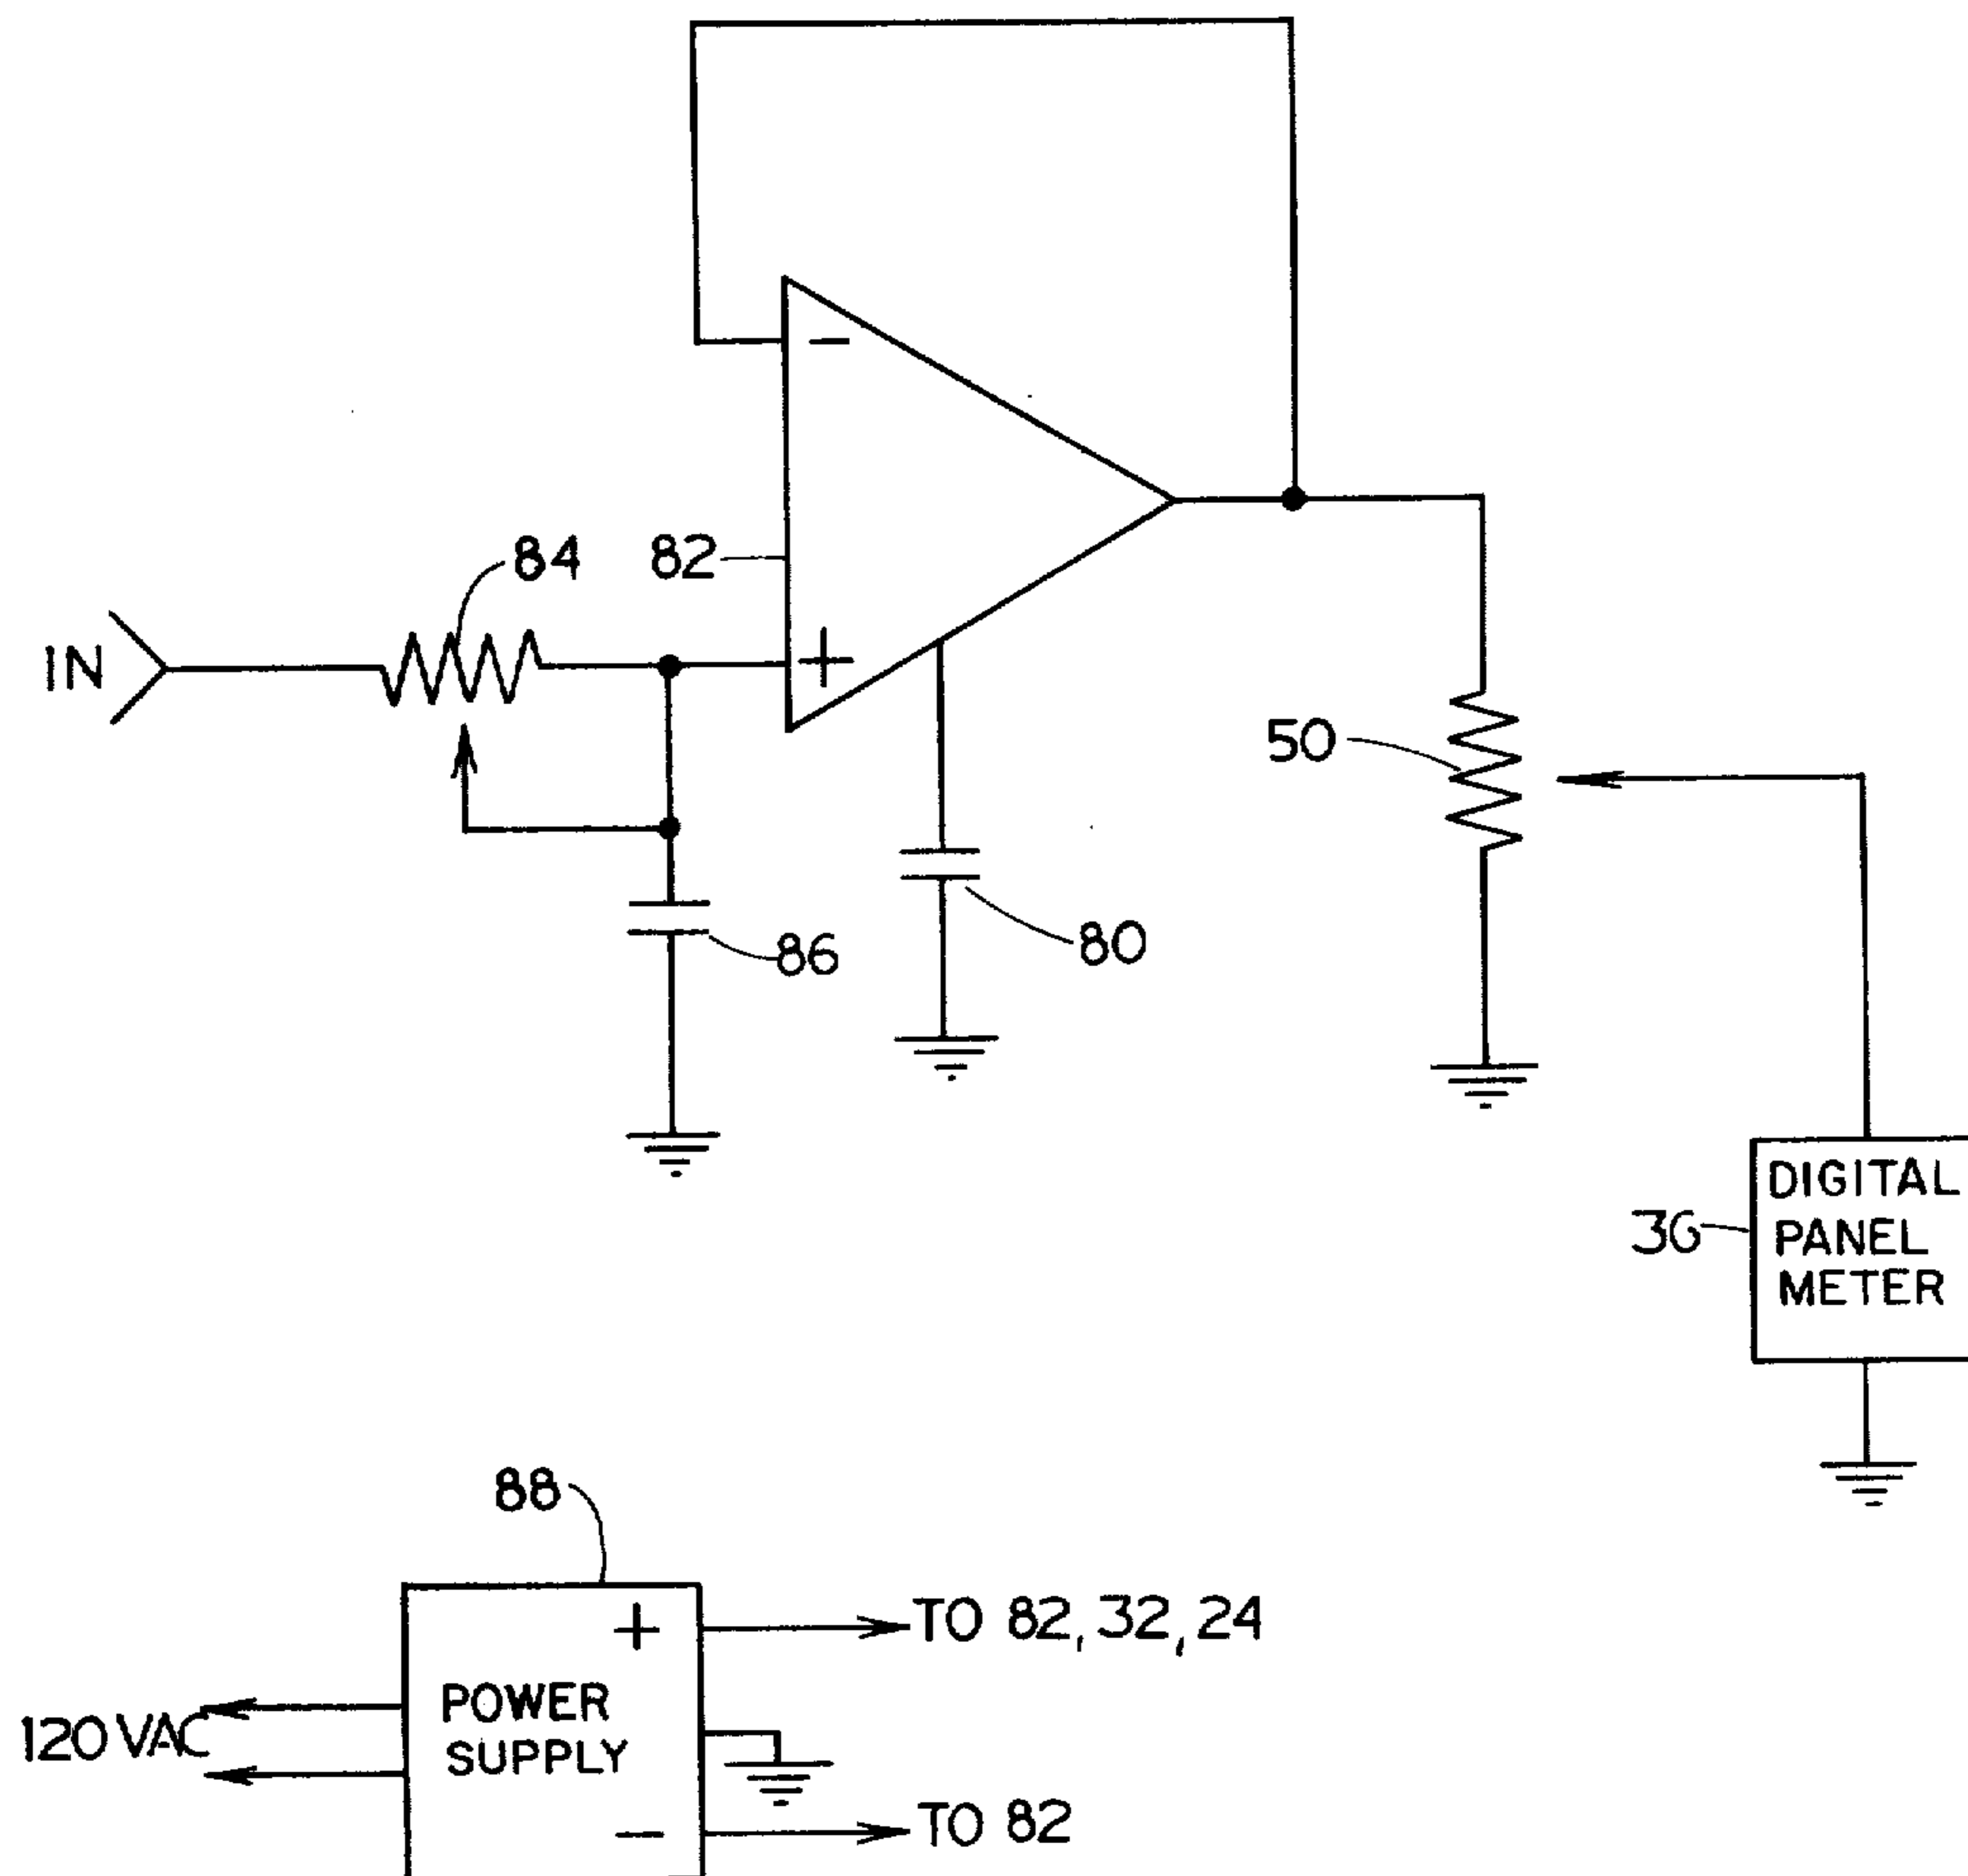 -
84
82
IN
+
50
86
80
DIGITAL
PANEL
METER
36
88
+
TO 82, 32, 24
POWER
SUPPLY
120 VAC
-
TO 82